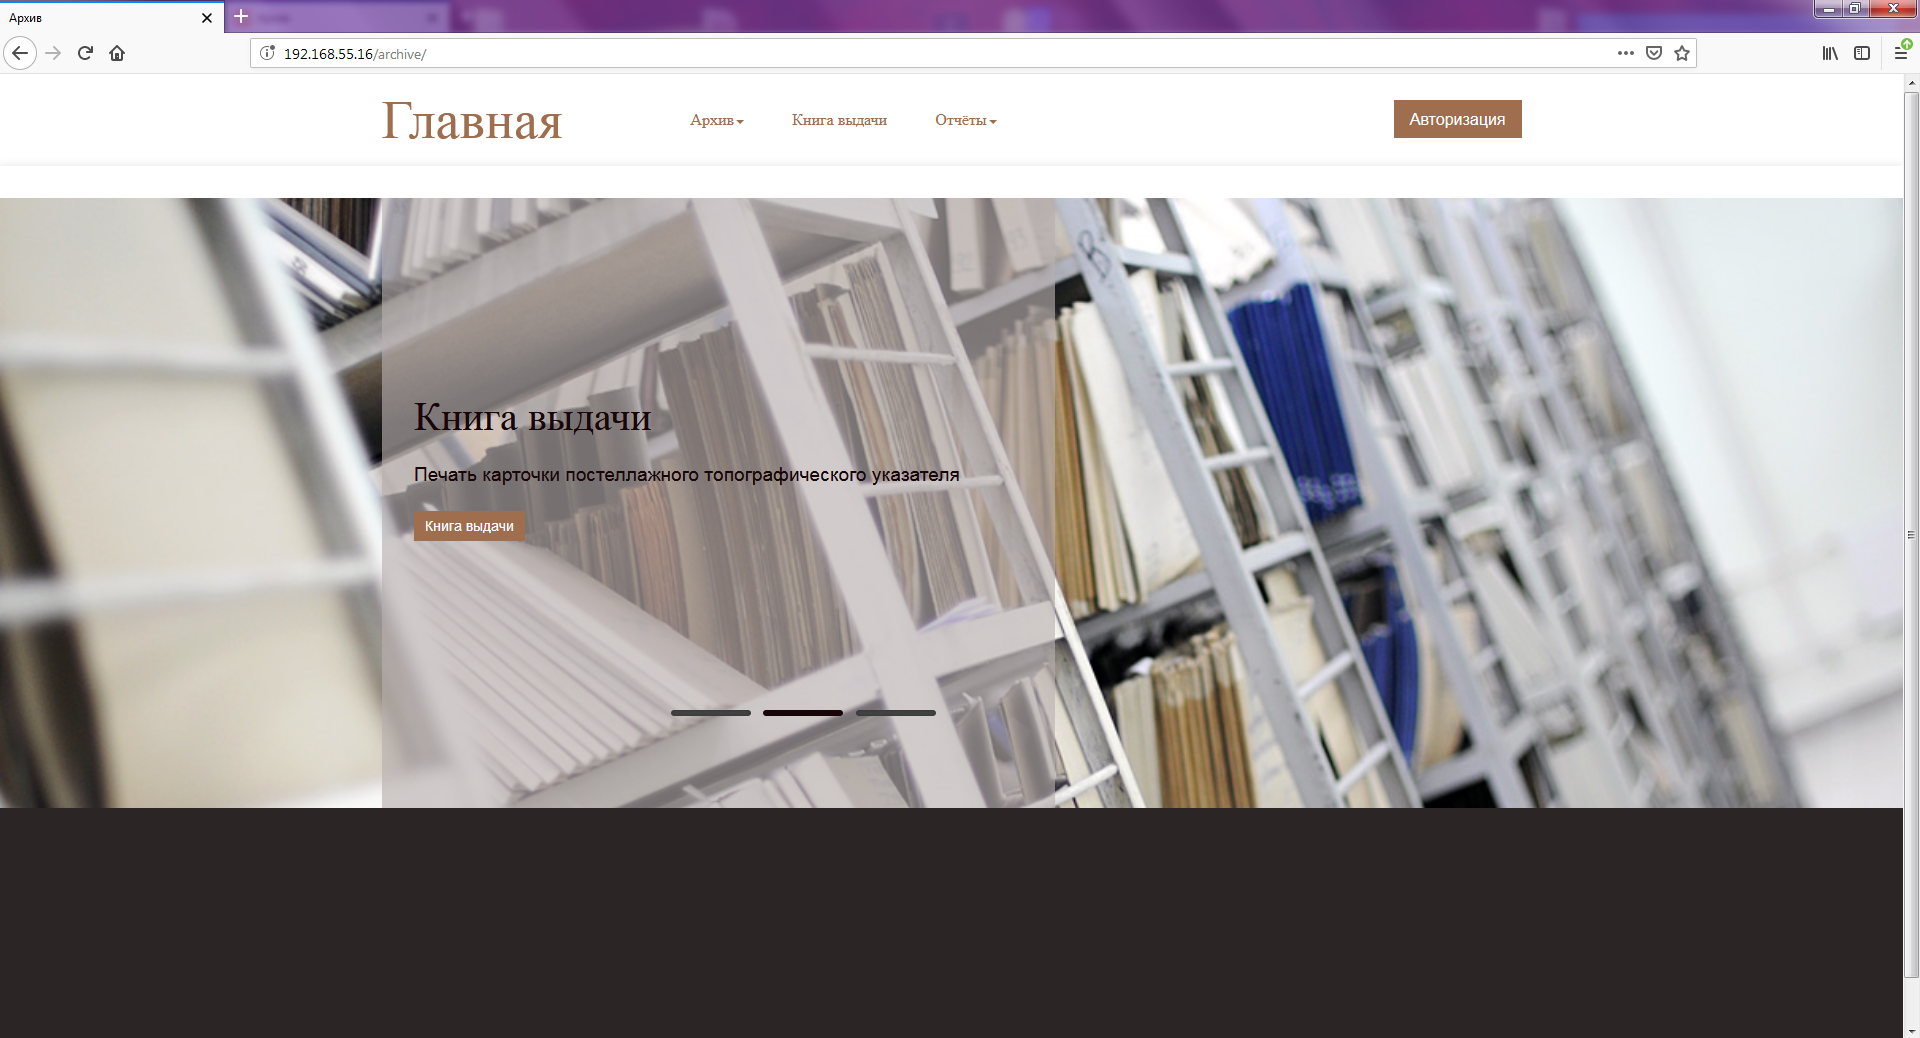 Архив
192.168.55.16/archive/
Главная
Архив
Книга выдачи
Отчёты
Авторизация
Книга выдачи
Печать карточки постеллажного топографического указателя
Книга выдачи